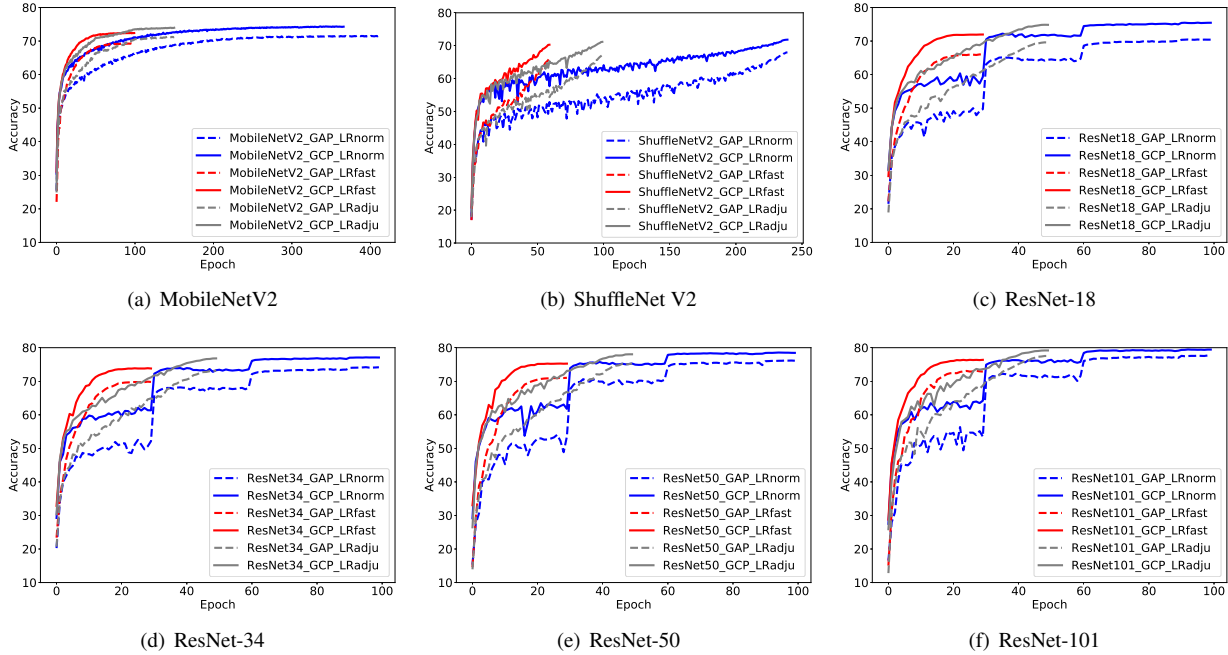 80
70
60
50
40
30
20
10
Accuracy
0 100 200 300 400
Epoch
MobileNetV2_GAP_LRnorm
MobileNetV2_GCP_LRnorm
MobileNetV2_GAP_LRfast
MobileNetV2_GCP_LRfast
MobileNetV2_GAP_LRadju
MobileNetV2_GCP_LRadju
(a) MobileNetV2
80
70
60
50
40
30
20
10
Accuracy
0 50 100 150 200 250
Epoch
ShuffleNetV2_GAP_LRnorm
ShuffleNetV2_GCP_LRnorm
ShuffleNetV2_GAP_LRfast
ShuffleNetV2_GCP_LRfast
ShuffleNetV2_GAP_LRadju
ShuffleNetV2_GCP_LRadju
(b) ShuffleNet V2
80
70
60
50
40
30
20
10
Accuracy
0 20 40 60 80 100
Epoch
ResNet18_GAP_LRnorm
ResNet18_GCP_LRnorm
ResNet18_GAP_LRfast
ResNet18_GCP_LRfast
ResNet18_GAP_LRadju
ResNet18_GCP_LRadju
(c) ResNet-18
80
70
60
50
40
30
20
10
Accuracy
0 20 40 60 80 100
Epoch
ResNet34_GAP_LRnorm
ResNet34_GCP_LRnorm
ResNet34_GAP_LRfast
ResNet34_GCP_LRfast
ResNet34_GAP_LRadju
ResNet34_GCP_LRadju
(d) ResNet-34
80
70
60
50
40
30
20
10
Accuracy
0 20 40 60 80 100
Epoch
ResNet50_GAP_LRnorm
ResNet50_GCP_LRnorm
ResNet50_GAP_LRfast
ResNet50_GCP_LRfast
ResNet50_GAP_LRadju
ResNet50_GCP_LRadju
(e) ResNet-50
80
70
60
50
40
30
20
10
Accuracy
0 20 40 60 80 100
Epoch
ResNet101_GAP_LRnorm
ResNet101_GCP_LRnorm
ResNet101_GAP_LRfast
ResNet101_GCP_LRfast
ResNet101_GAP_LRadju
ResNet101_GCP_LRadju
(f) ResNet-101